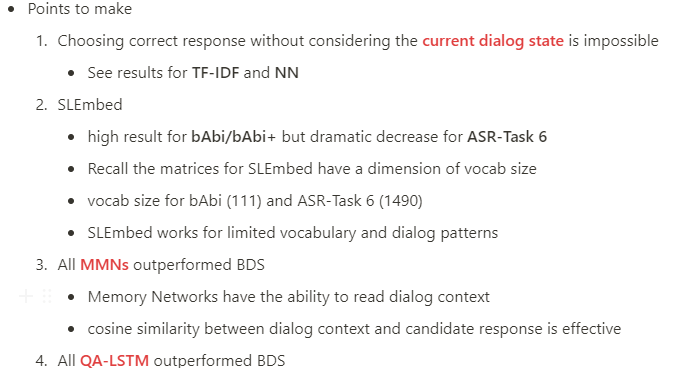 • Points to make
1. Choosing correct response without considering the current dialog state is impossible
• See results for TF-IDF and NN
2. SLEmbed
• high result for bAbi/bAbi+ but dramatic decrease for ASR-Task 6
• Recall the matrices for SLEmbed have a dimension of vocab size
• vocab size for bAbi (111) and ASR-Task 6 (1490)
• SLEmbed works for limited vocabulary and dialog patterns
3. All MMNs outperformed BDS
• Memory Networks have the ability to read dialog context
• cosine similarity between dialog context and candidate response is effective
4. All QA-LSTM outperformed BDS